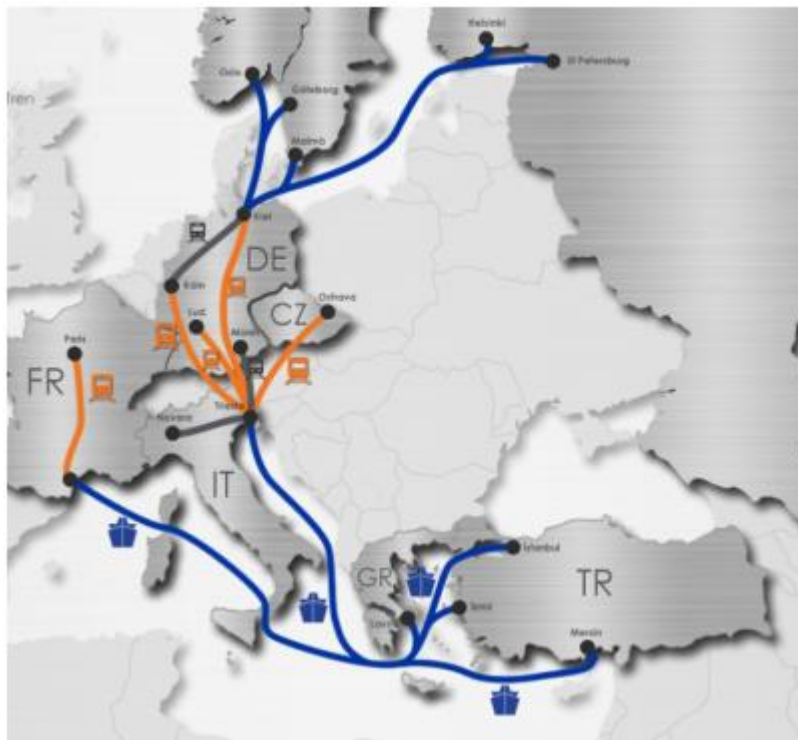 Helsinki
St Petersburg
Oslo
Göteborg
Malmö
Kiel
DE
Köln
CZ
Ostrava
Paris
FR
Trieste
Novara
IT
GR
Istanbul
TR
Izmir
Mersin